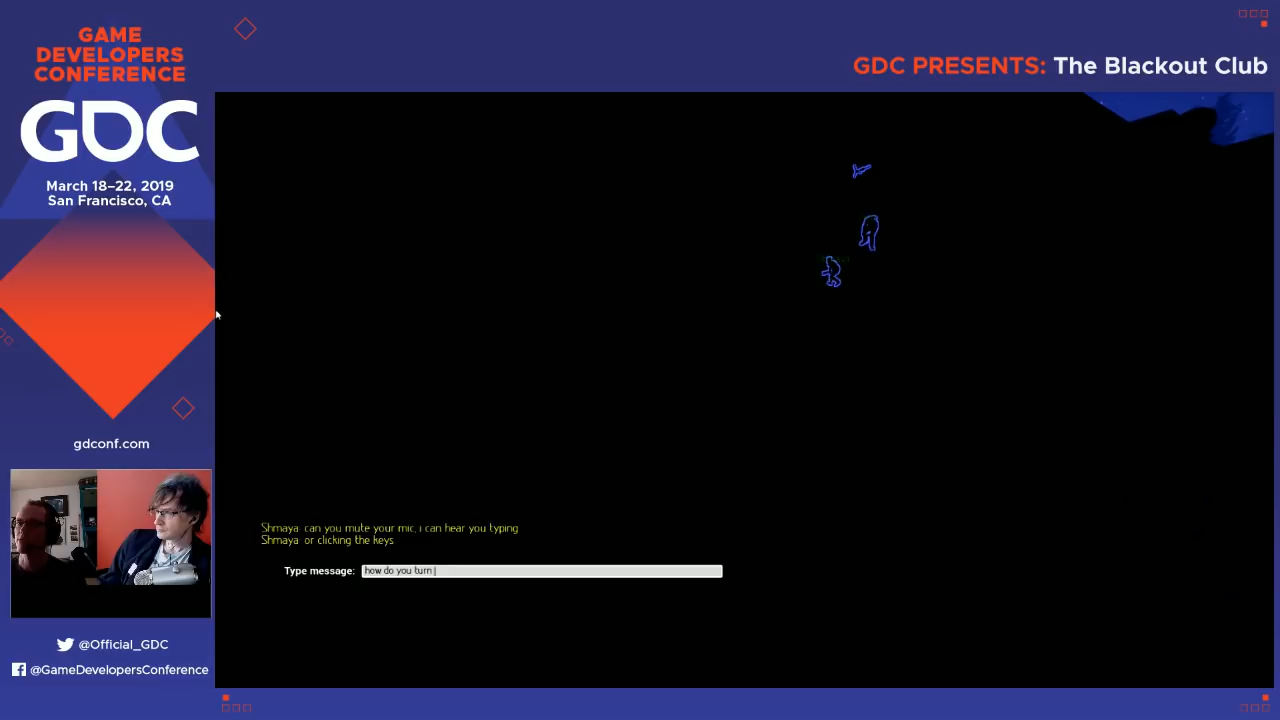 GAME
DEVELOPERS
CONFERENCE
GDC
March 18–22, 2019
San Francisco, CA
GDC PRESENTS: The Blackout Club
gdconf.com
Shmaya: can you mute your mic, i can hear you typing
Shmaya: or clicking the keys
Type message: how do you turn
@Official_GDC
@GameDevelopersConference